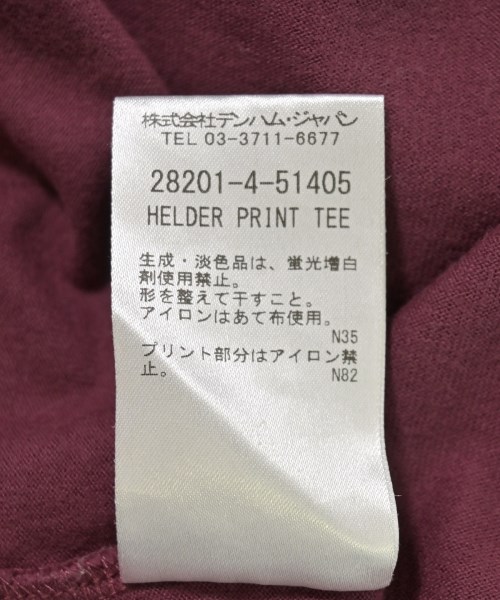 株式会社デンハム・ジャパン
TEL 03-3711-6677
28201-4-51405
HELDER PRINT TEE
生成・淡色品は、蛍光増白
剤使用禁止。
形を整えて干すこと。
アイロンはあて布使用。
N35
プリント部分はアイロン禁
止。
N82